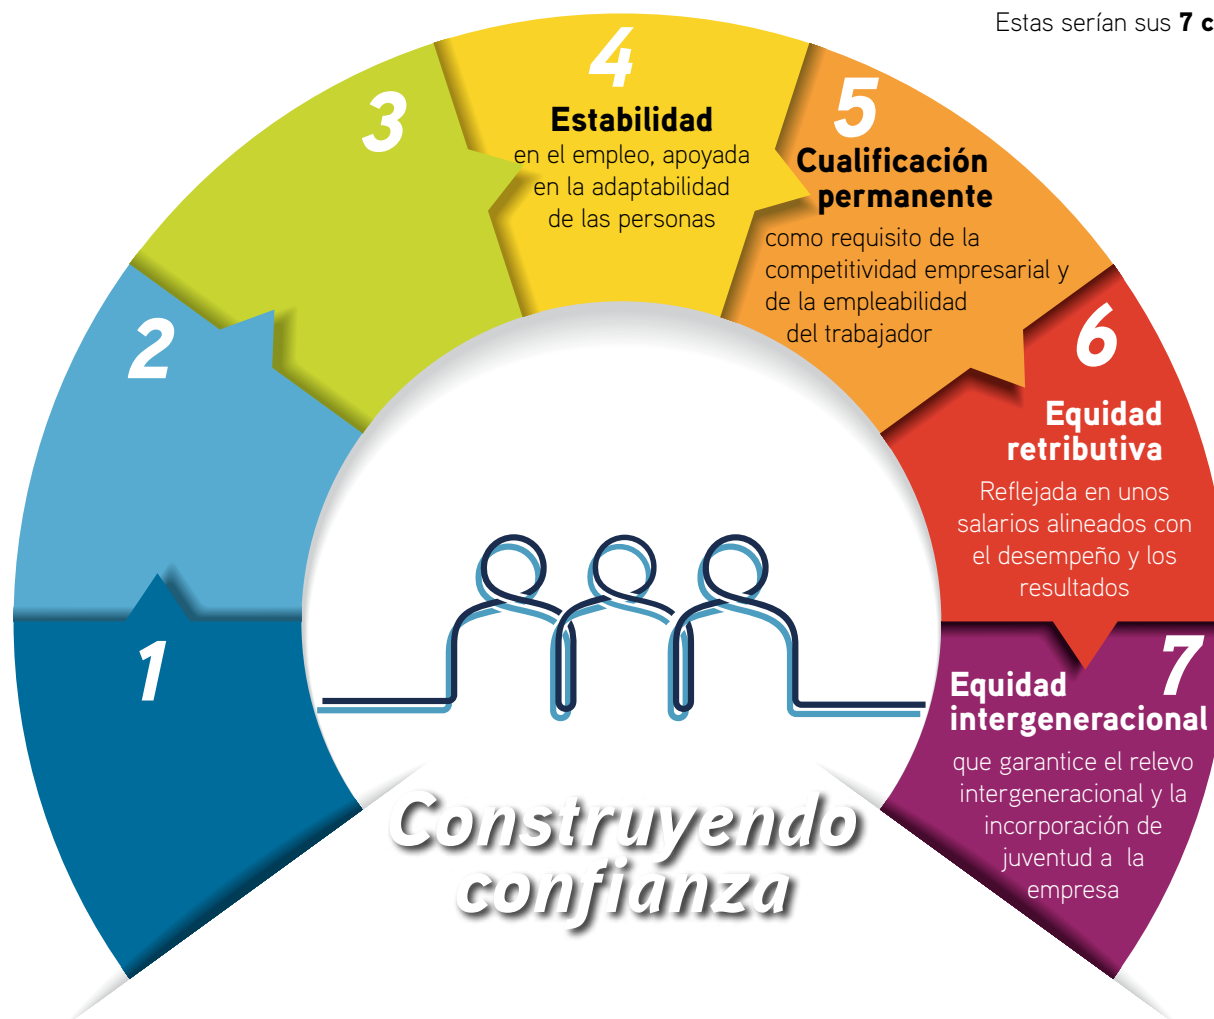 Estas serían sus 7 c
1
2
3
4
Estabilidad
en el empleo, apoyada
en la adaptabilidad
de las personas
5
Cualificación
permanente
como requisito de la
competitividad empresarial y
de la empleabilidad
del trabajador
6
Equidad
retributiva
Reflejada en unos
salarios alineados con
el desempeño y los
resultados
7
Equidad
intergeneracional
que garantice el relevo
intergeneracional y la
incorporación de
juventud a la
empresa
Construyendo
confianza